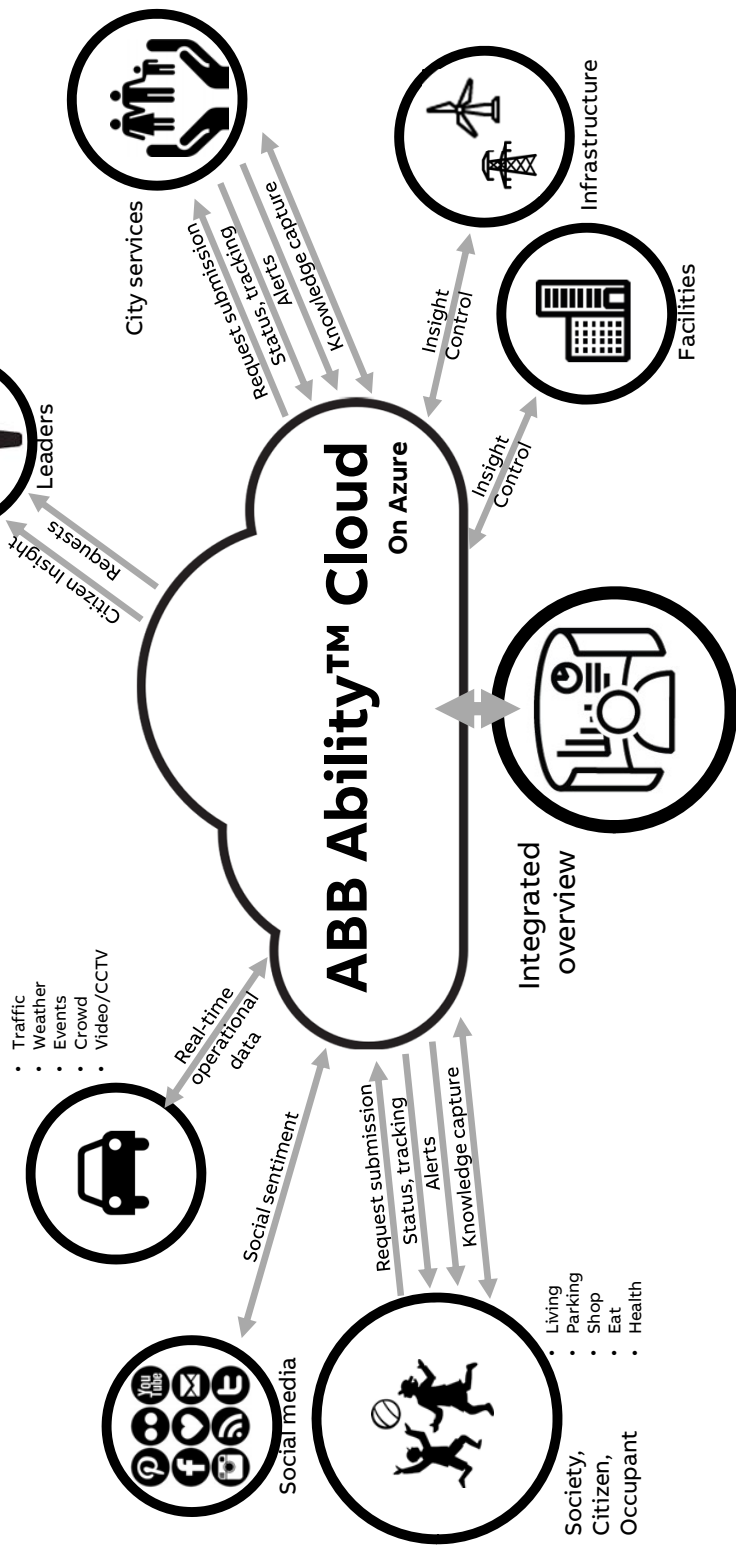 Leaders
Citizen Insight
Requests
City services
Request submission
Status, tracking
Alerts
Knowledge capture
Infrastructure
Insight
Control
Facilities
Insight
Control
ABB Ability™ Cloud
On Azure
Integrated
overview
• Traffic
• Weather
• Events
• Crowd
• Video/CCTV
Real-time
operational
data
Social sentiment
You
Tube
Social media
Request submission
Status, tracking
Alerts
Knowledge capture
Society,
Citizen,
Occupant
• Living
• Parking
• Shop
• Eat
• Health